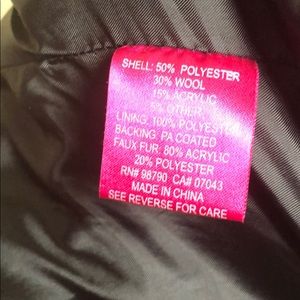 SHELL: 50% POLYESTER
30% WOOL
15% ACRYLIC
5% OTHER
LINING, 100% POLYESTER
BACKING PA COATED
FAUX FUR: 80% ACRYLIC
20% POLYESTER
RN# 98790 CA# 07043
MADE IN CHINA
SEE REVERSE FOR CARE